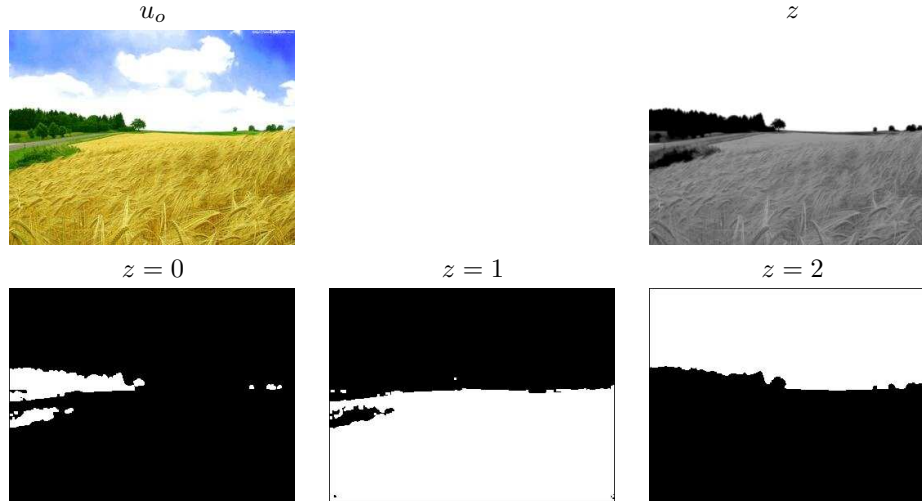 u_o
z
z = 0
z = 1
z = 2